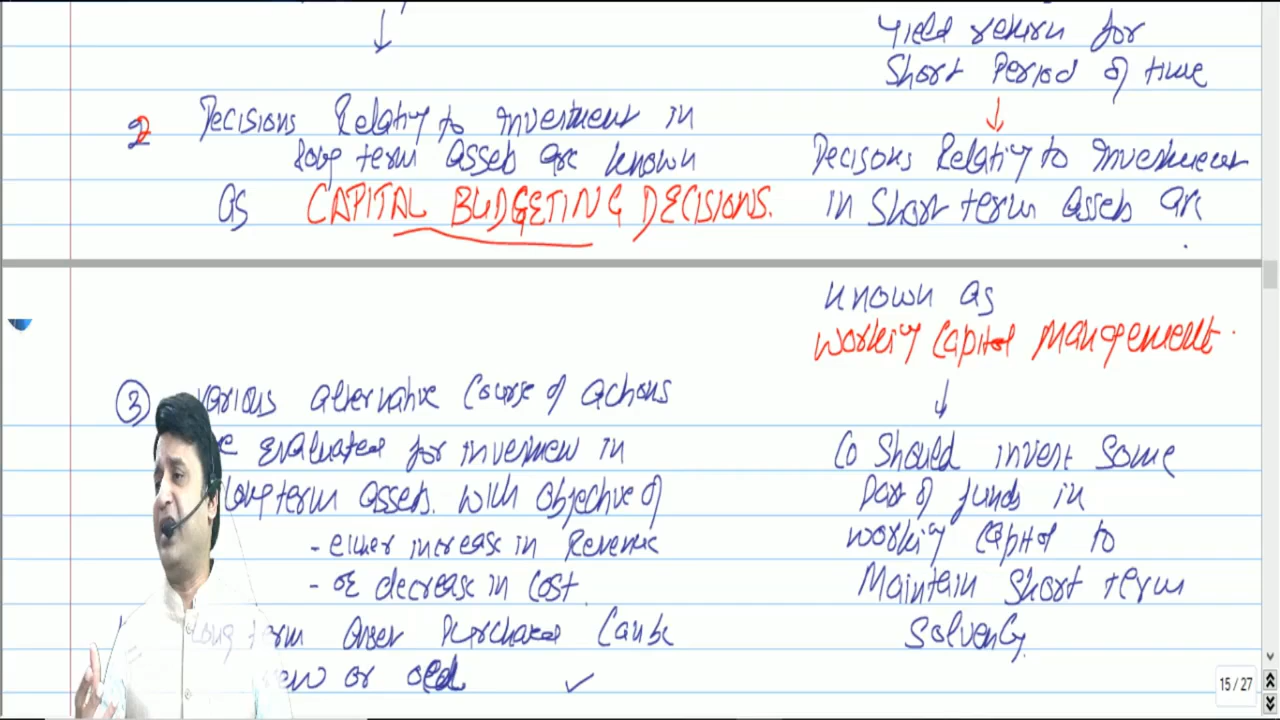 Yield return for
Short Period of time
2 Decisions Relating to investment in
long term assets are known
as CAPITAL BUDGETING DECISIONS.
Decisions Relating to investment
in Short term assets are
known as
working capital Management.
3 various alternative Course of actions
evaluated for investment in
long term assets. with objective of
- either increase in Revenue
- or decrease in cost.
long term asset Purchased can be
new or old
Co Should invest Some
Part of funds in
working capital to
Maintain Short term
Solvency.
15 / 27